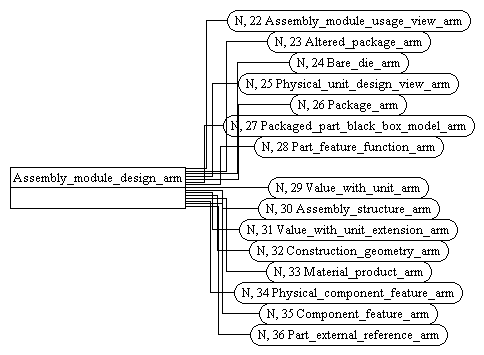 N, 22 Assembly_module_usage_view_arm
N, 23 Altered_package_arm
N, 24 Bare_die_arm
N, 25 Physical_unit_design_view_arm
N, 26 Package_arm
N, 27 Packaged_part_black_box_model_arm
N, 28 Part_feature_function_arm
Assembly_module_design_arm
N, 29 Value_with_unit_arm
N, 30 Assembly_structure_arm
N, 31 Value_with_unit_extension_arm
N, 32 Construction_geometry_arm
N, 33 Material_product_arm
N, 34 Physical_component_feature_arm
N, 35 Component_feature_arm
N, 36 Part_external_reference_arm